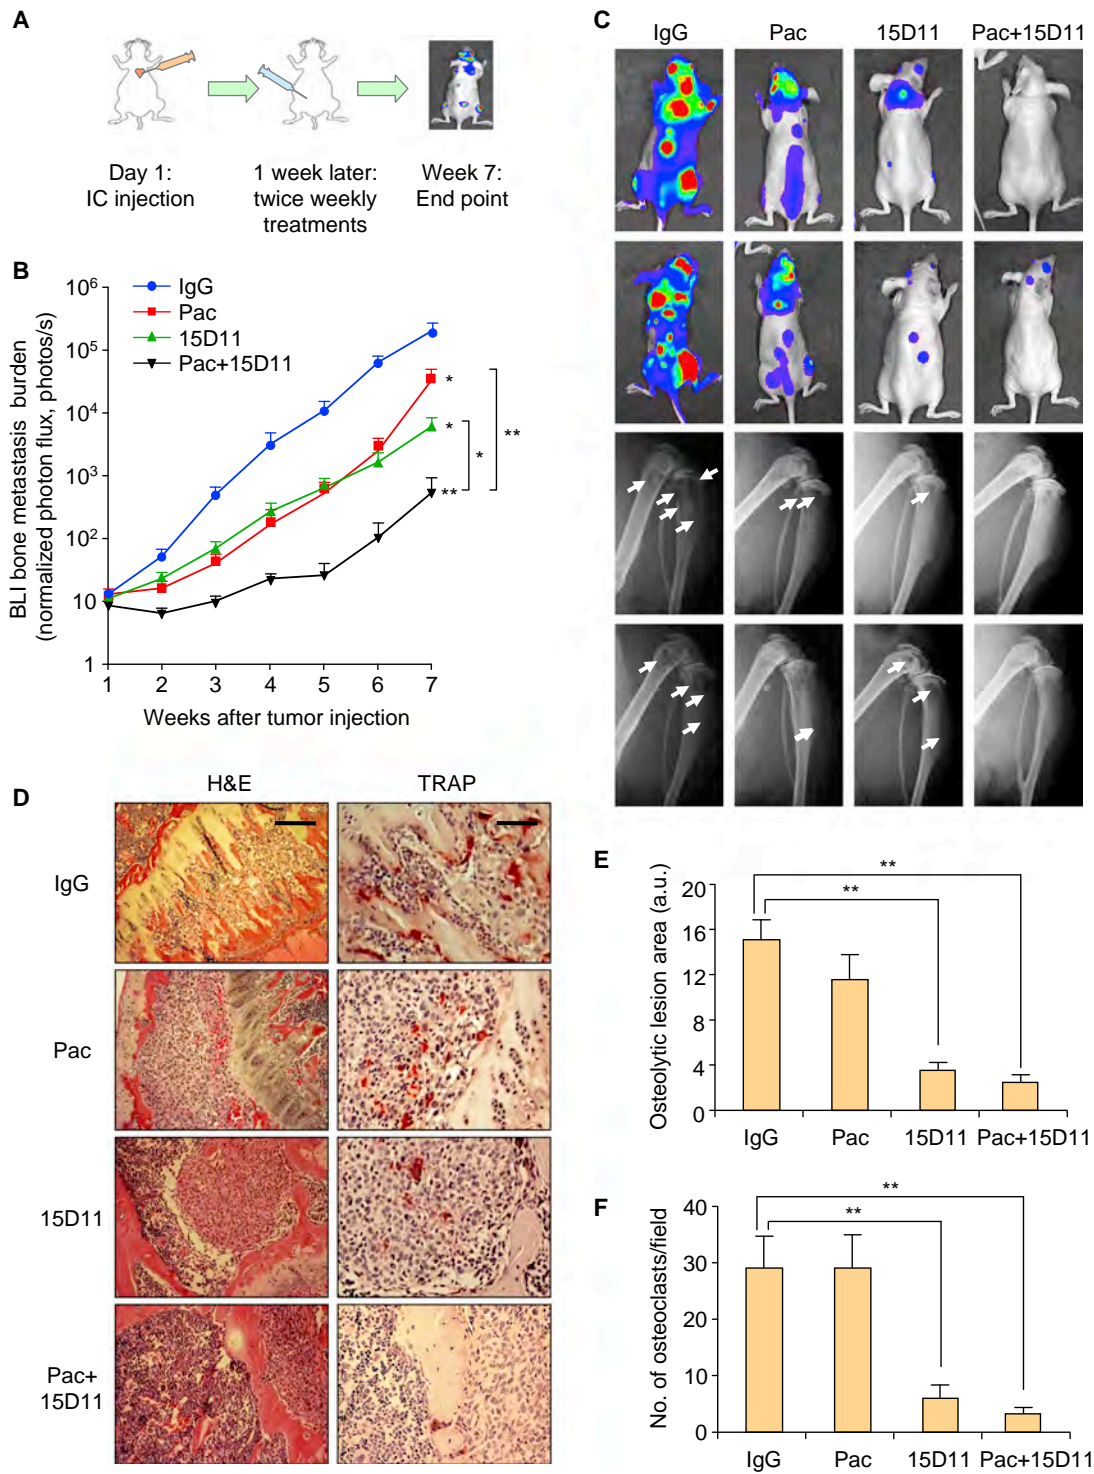 A
Day 1:
IC injection
1 week later:
twice weekly
treatments
Week 7:
End point
B
BLI bone metastasis burden
(normalized photon flux, photos/s)
10⁶
10⁵
10⁴
10³
10²
10
1
IgG
Pac
15D11
Pac+15D11
*
*
**
*
**
1 2 3 4 5 6 7
Weeks after tumor injection
C
IgG Pac 15D11 Pac+15D11
D
H&E TRAP
IgG
Pac
15D11
Pac+
15D11
E
Osteolytic lesion area (a.u.)
20
16
12
8
4
0
**
**
IgG Pac 15D11 Pac+15D11
F
No. of osteoclasts/field
40
30
20
10
0
**
**
IgG Pac 15D11 Pac+15D11